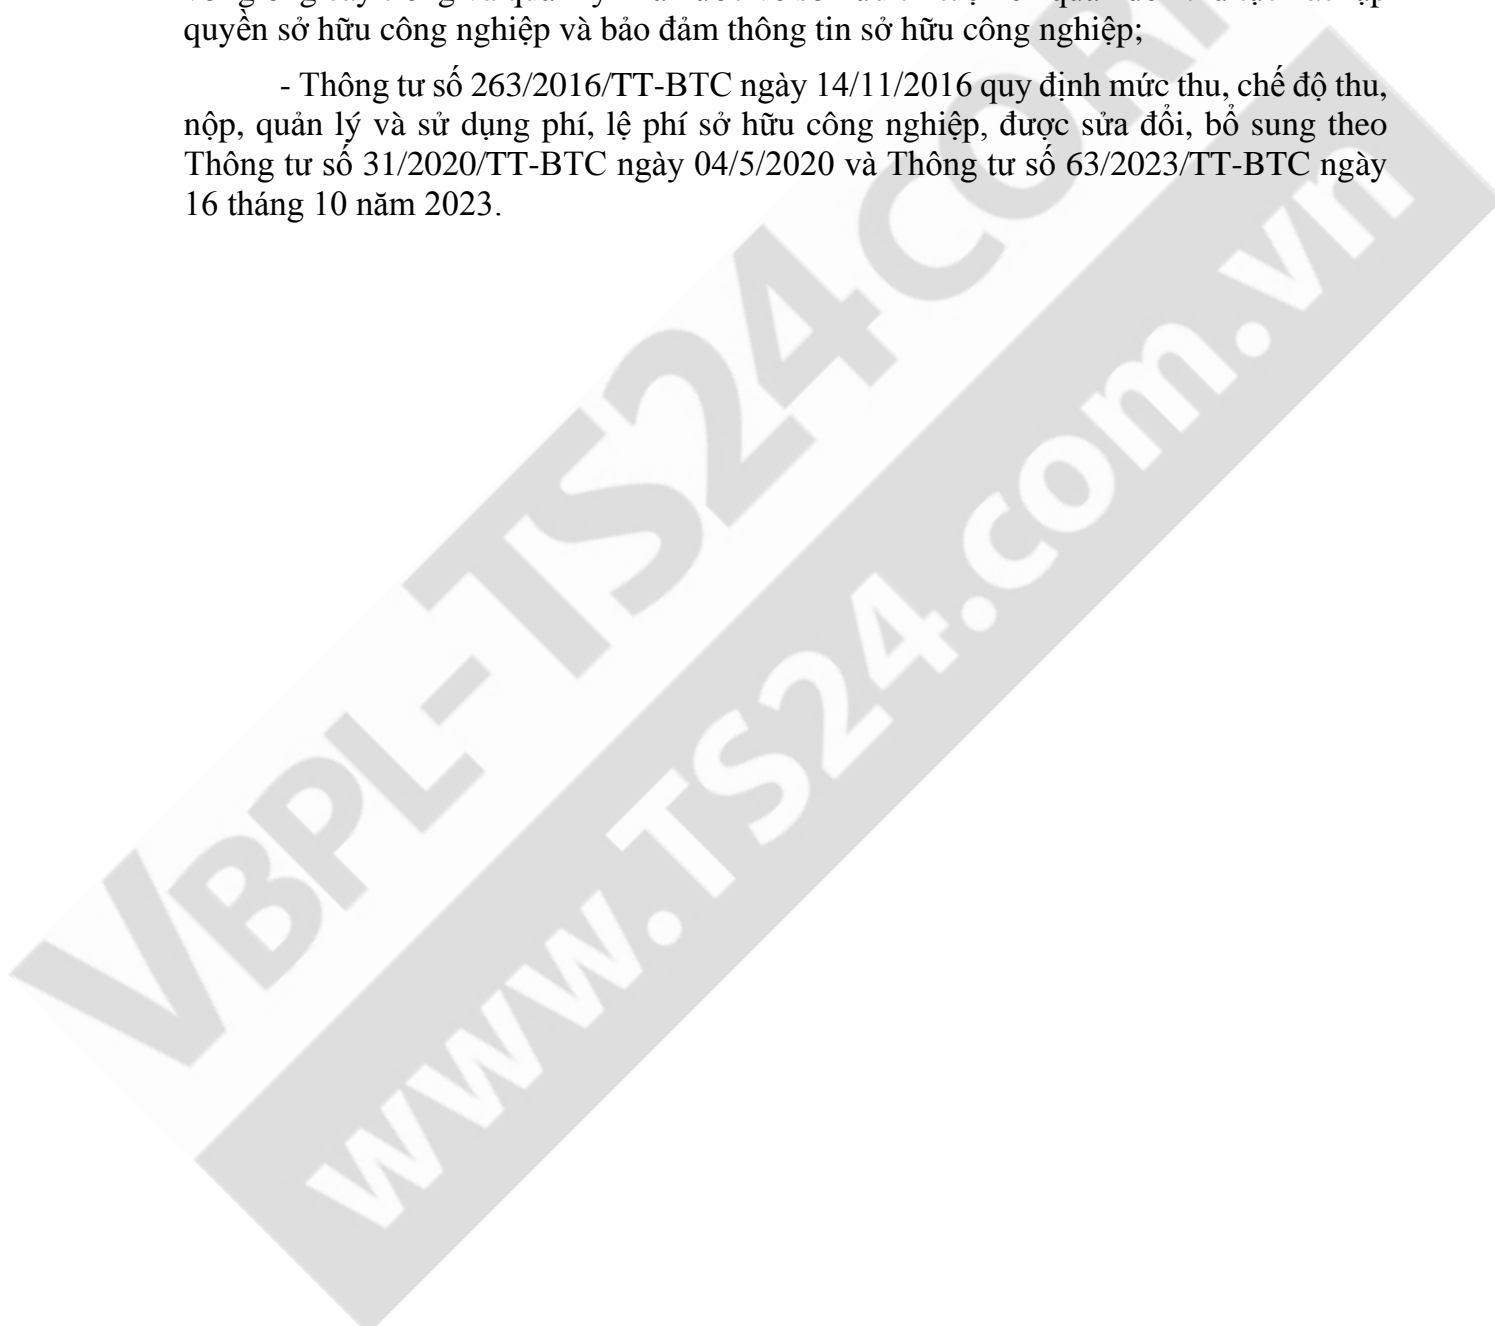 quyền sở hữu công nghiệp và bảo đảm thông tin sở hữu công nghiệp;
- Thông tư số 263/2016/TT-BTC ngày 14/11/2016 quy định mức thu, chế độ thu,
nộp, quản lý và sử dụng phí, lệ phí sở hữu công nghiệp, được sửa đổi, bổ sung theo
Thông tư số 31/2020/TT-BTC ngày 04/5/2020 và Thông tư số 63/2023/TT-BTC ngày
16 tháng 10 năm 2023.
VBPL-TS24COR
www.TS24.com.vn